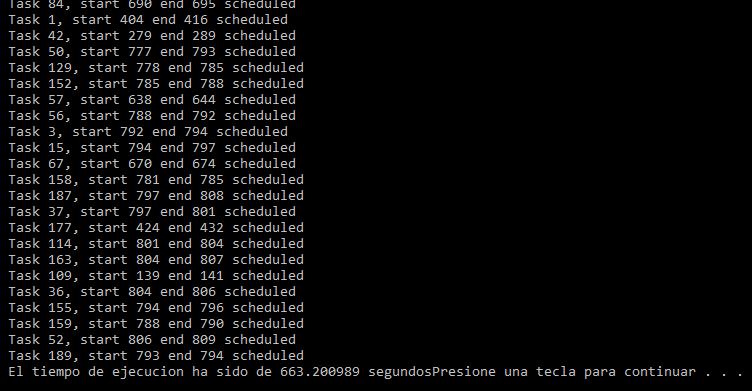 Task 84, start 690 end 695 scheduled
Task 1, start 404 end 416 scheduled
Task 42, start 279 end 289 scheduled
Task 50, start 777 end 793 scheduled
Task 129, start 778 end 785 scheduled
Task 152, start 785 end 788 scheduled
Task 57, start 638 end 644 scheduled
Task 56, start 788 end 792 scheduled
Task 3, start 792 end 794 scheduled
Task 15, start 794 end 797 scheduled
Task 67, start 670 end 674 scheduled
Task 158, start 781 end 785 scheduled
Task 187, start 797 end 808 scheduled
Task 37, start 797 end 801 scheduled
Task 177, start 424 end 432 scheduled
Task 114, start 801 end 804 scheduled
Task 163, start 804 end 807 scheduled
Task 109, start 139 end 141 scheduled
Task 36, start 804 end 806 scheduled
Task 155, start 794 end 796 scheduled
Task 159, start 788 end 790 scheduled
Task 52, start 806 end 809 scheduled
Task 189, start 793 end 794 scheduled
El tiempo de ejecucion ha sido de 663.200989 segundosPresione una tecla para continuar . . .